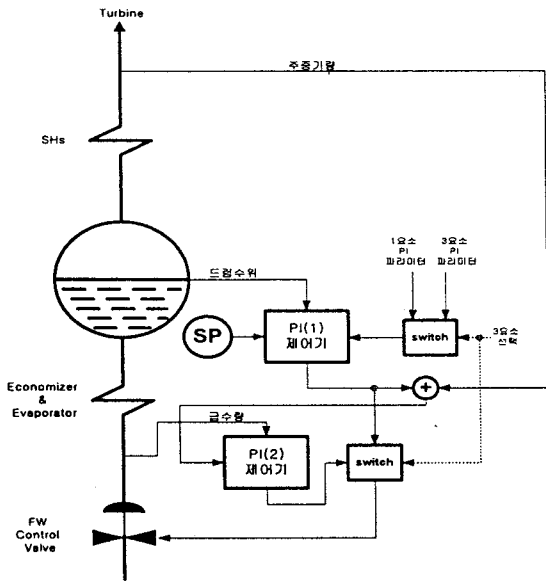 Turbine
주증기량
SHs
1요소
PI
파라미터
3요소
PI
파라미터
드럼수위
SP
PI(1)
제어기
switch
3요소
선택
Economizer
&
Evaporator
+
급수량
PI(2)
제어기
switch
FW
Control
Valve